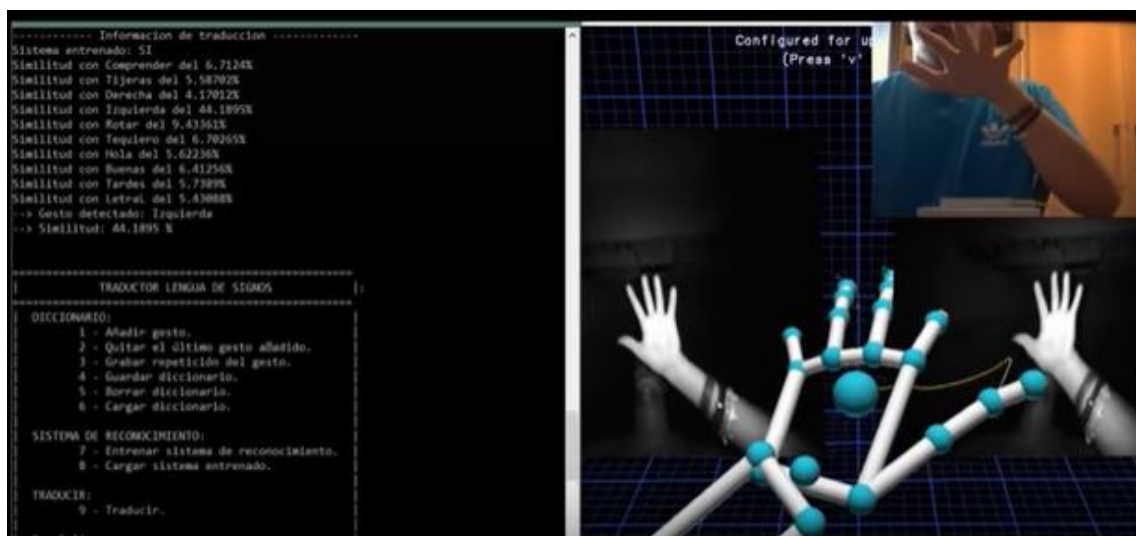 ------------ Informacion de traduccion -------------
Sistema entrenado: SI
Similitud con Comprender del 6.7124%
Similitud con Tijeras del 5.58702%
Similitud con Derecha del 4.17012%
Similitud con Izquierda del 44.1895%
Similitud con Rotar del 9.43361%
Similitud con Tequiero del 6.70265%
Similitud con Hola del 5.62236%
Similitud con Buenas del 6.41256%
Similitud con Tardes del 5.7389%
Similitud con LetraL del 5.43088%
--> Gesto detectado: Izquierda
--> Similitud: 44.1895 %
TRADUCTOR LENGUA DE SIGNOS
DICCIONARIO:
1 - Añadir gesto.
2 - Quitar el último gesto añadido.
3 - Grabar repetición del gesto.
4 - Guardar diccionario.
5 - Borrar diccionario.
6 - Cargar diccionario.
SISTEMA DE RECONOCIMIENTO:
7 - Entrenar sistema de reconocimiento.
8 - Cargar sistema entrenado.
TRADUCIR:
9 - Traducir.
Configured for up
(Press 'v'